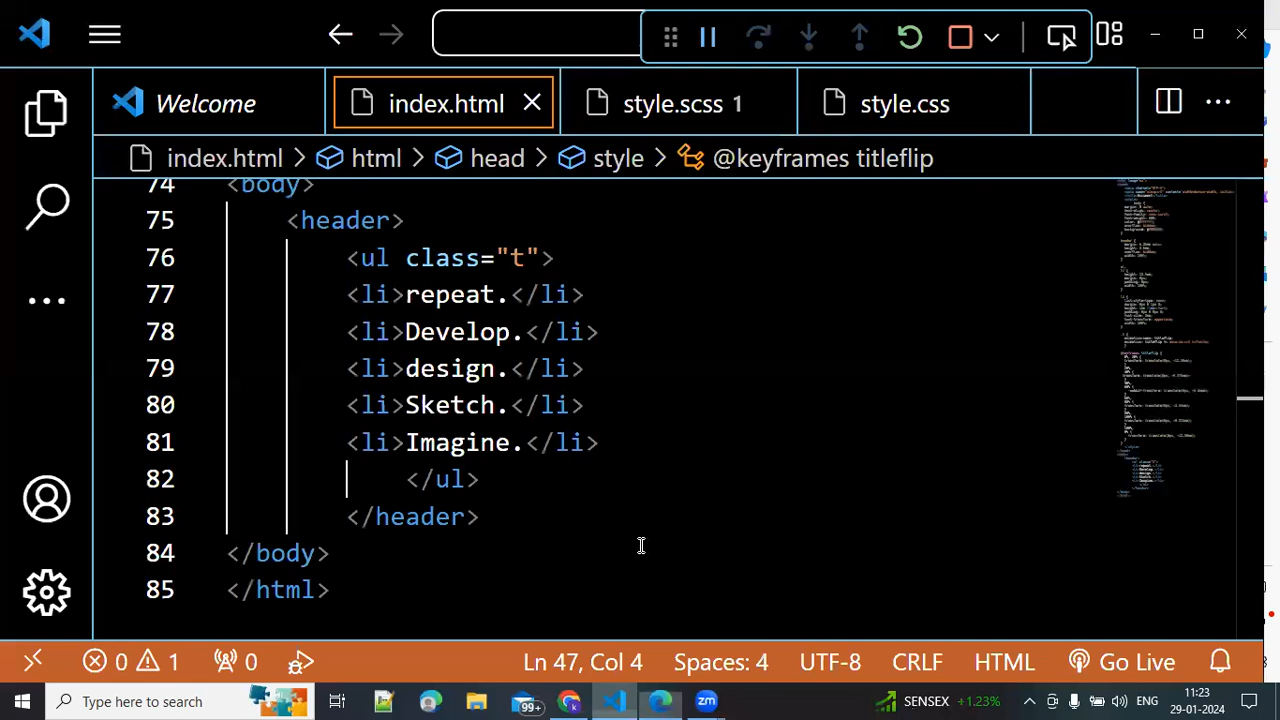 Welcome
index.html
style.scss 1
style.css
index.html > html > head > style > @keyframes titleflip
74 <body>
75 <header>
76 <ul class="t">
77 <li>repeat.</li>
78 <li>Develop.</li>
79 <li>design.</li>
80 <li>Sketch.</li>
81 <li>Imagine.</li>
82 </ul>
83 </header>
84 </body>
85 </html>
0 1 0 Ln 47, Col 4 Spaces: 4 UTF-8 CRLF HTML Go Live
Type here to search 99+ zm SENSEX +1.23% ENG 11:23
29-01-2024